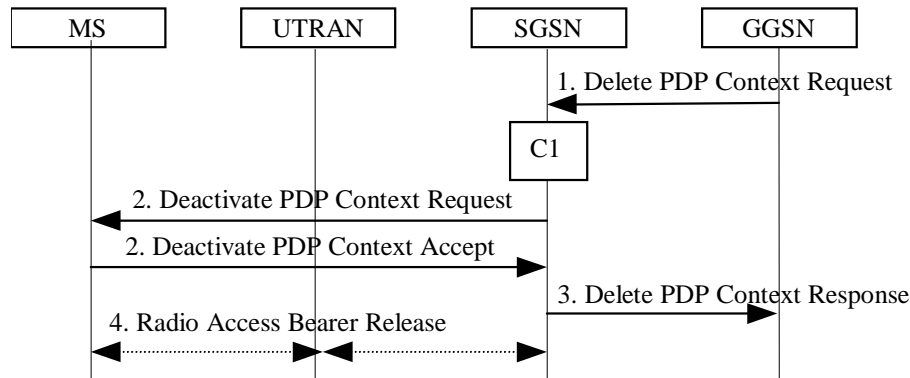 MS UTRAN SGSN GGSN
1. Delete PDP Context Request
C1
2. Deactivate PDP Context Request
2. Deactivate PDP Context Accept
3. Delete PDP Context Response
4. Radio Access Bearer Release